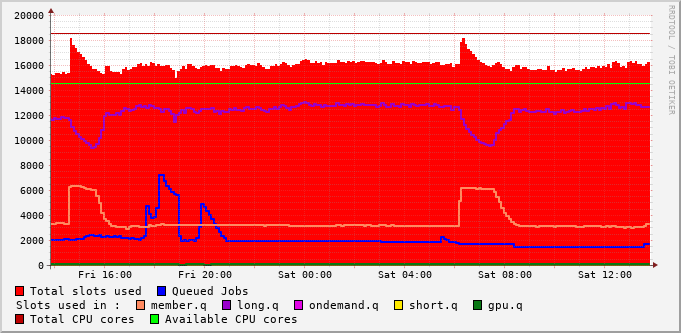 20000
18000
16000
14000
12000
10000
8000
6000
4000
2000
0
Fri 16:00 Fri 20:00 Sat 00:00 Sat 04:00 Sat 08:00 Sat 12:00
RRDTOOL / TOBI OETIKER
Total slots used Queued Jobs
Slots used in : member.q long.q ondemand.q short.q gpu.q
Total CPU cores Available CPU cores